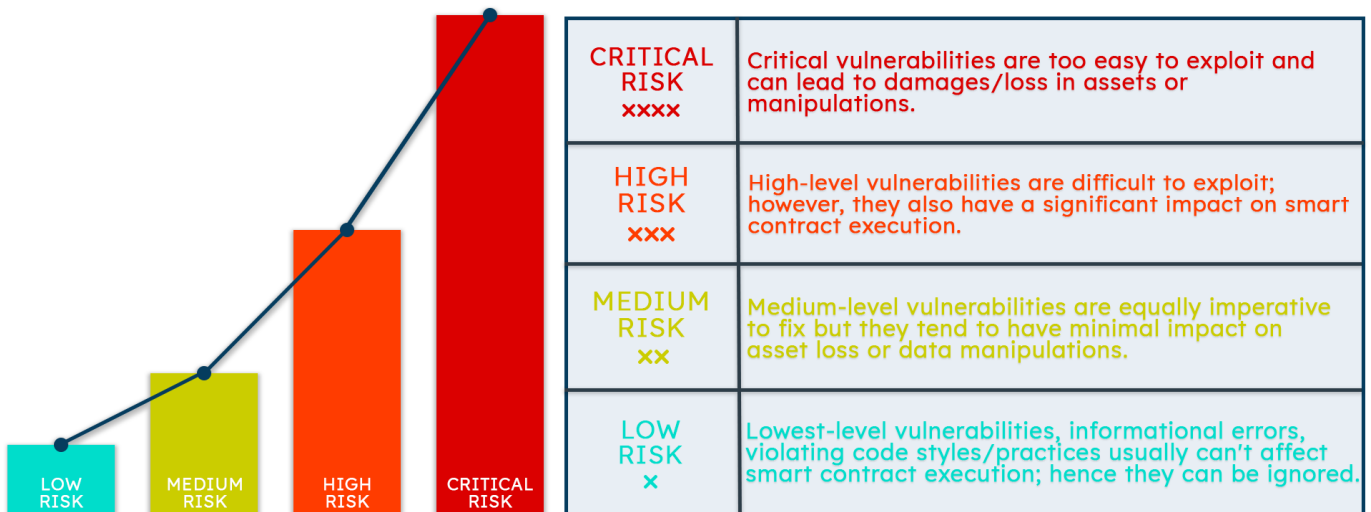 LOW
RISK
MEDIUM
RISK
HIGH
RISK
CRITICAL
RISK
CRITICAL
RISK
××××
Critical vulnerabilities are too easy to exploit and
can lead to damages/loss in assets or
manipulations.
HIGH
RISK
×××
High-level vulnerabilities are difficult to exploit;
however, they also have a significant impact on smart
contract execution.
MEDIUM
RISK
××
Medium-level vulnerabilities are equally imperative
to fix but they tend to have minimal impact on
asset loss or data manipulations.
LOW
RISK
×
Lowest-level vulnerabilities, informational errors,
violating code styles/practices usually can't affect
smart contract execution; hence they can be ignored.